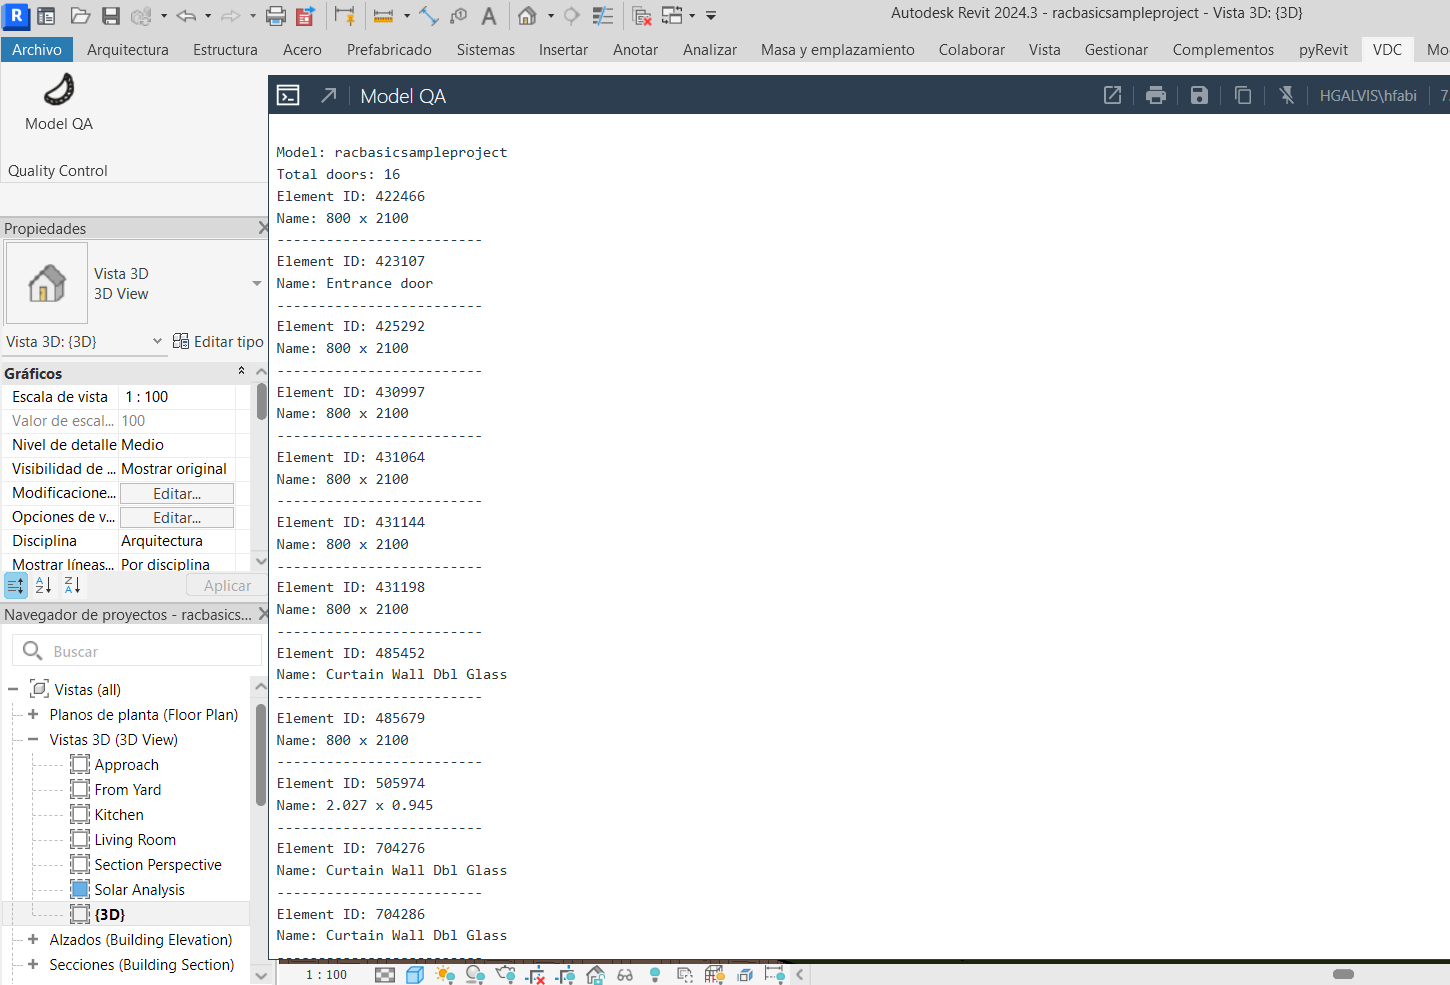 R
A
Autodesk Revit 2024.3 - racbasicsampleproject - Vista 3D: {3D}
Archivo Arquitectura Estructura Acero Prefabricado Sistemas Insertar Anotar Analizar Masa y emplazamiento Colaborar Vista Gestionar Complementos pyRevit VDC Mo
Model QA
Quality Control
Model QA
HGALVIS\hfabi
7
Propiedades
Vista 3D
3D View
Vista 3D: {3D} Editar tipo
Gráficos
Escala de vista 1 : 100
Valor de escal... 100
Nivel de detalle Medio
Visibilidad de ... Mostrar original
Modificacione... Editar...
Opciones de v... Editar...
Disciplina Arquitectura
Mostrar líneas... Por disciplina
Aplicar
Navegador de proyectos - racbasics...
Buscar
Vistas (all)
Planos de planta (Floor Plan)
Vistas 3D (3D View)
Approach
From Yard
Kitchen
Living Room
Section Perspective
Solar Analysis
{3D}
Alzados (Building Elevation)
Secciones (Building Section)
Model: racbasicsampleproject
Total doors: 16
Element ID: 422466
Name: 800 x 2100
-------------------------
Element ID: 423107
Name: Entrance door
-------------------------
Element ID: 425292
Name: 800 x 2100
-------------------------
Element ID: 430997
Name: 800 x 2100
-------------------------
Element ID: 431064
Name: 800 x 2100
-------------------------
Element ID: 431144
Name: 800 x 2100
-------------------------
Element ID: 431198
Name: 800 x 2100
-------------------------
Element ID: 485452
Name: Curtain Wall Dbl Glass
-------------------------
Element ID: 485679
Name: 800 x 2100
-------------------------
Element ID: 505974
Name: 2.027 x 0.945
-------------------------
Element ID: 704276
Name: Curtain Wall Dbl Glass
-------------------------
Element ID: 704286
Name: Curtain Wall Dbl Glass
-------------------------
1 : 100